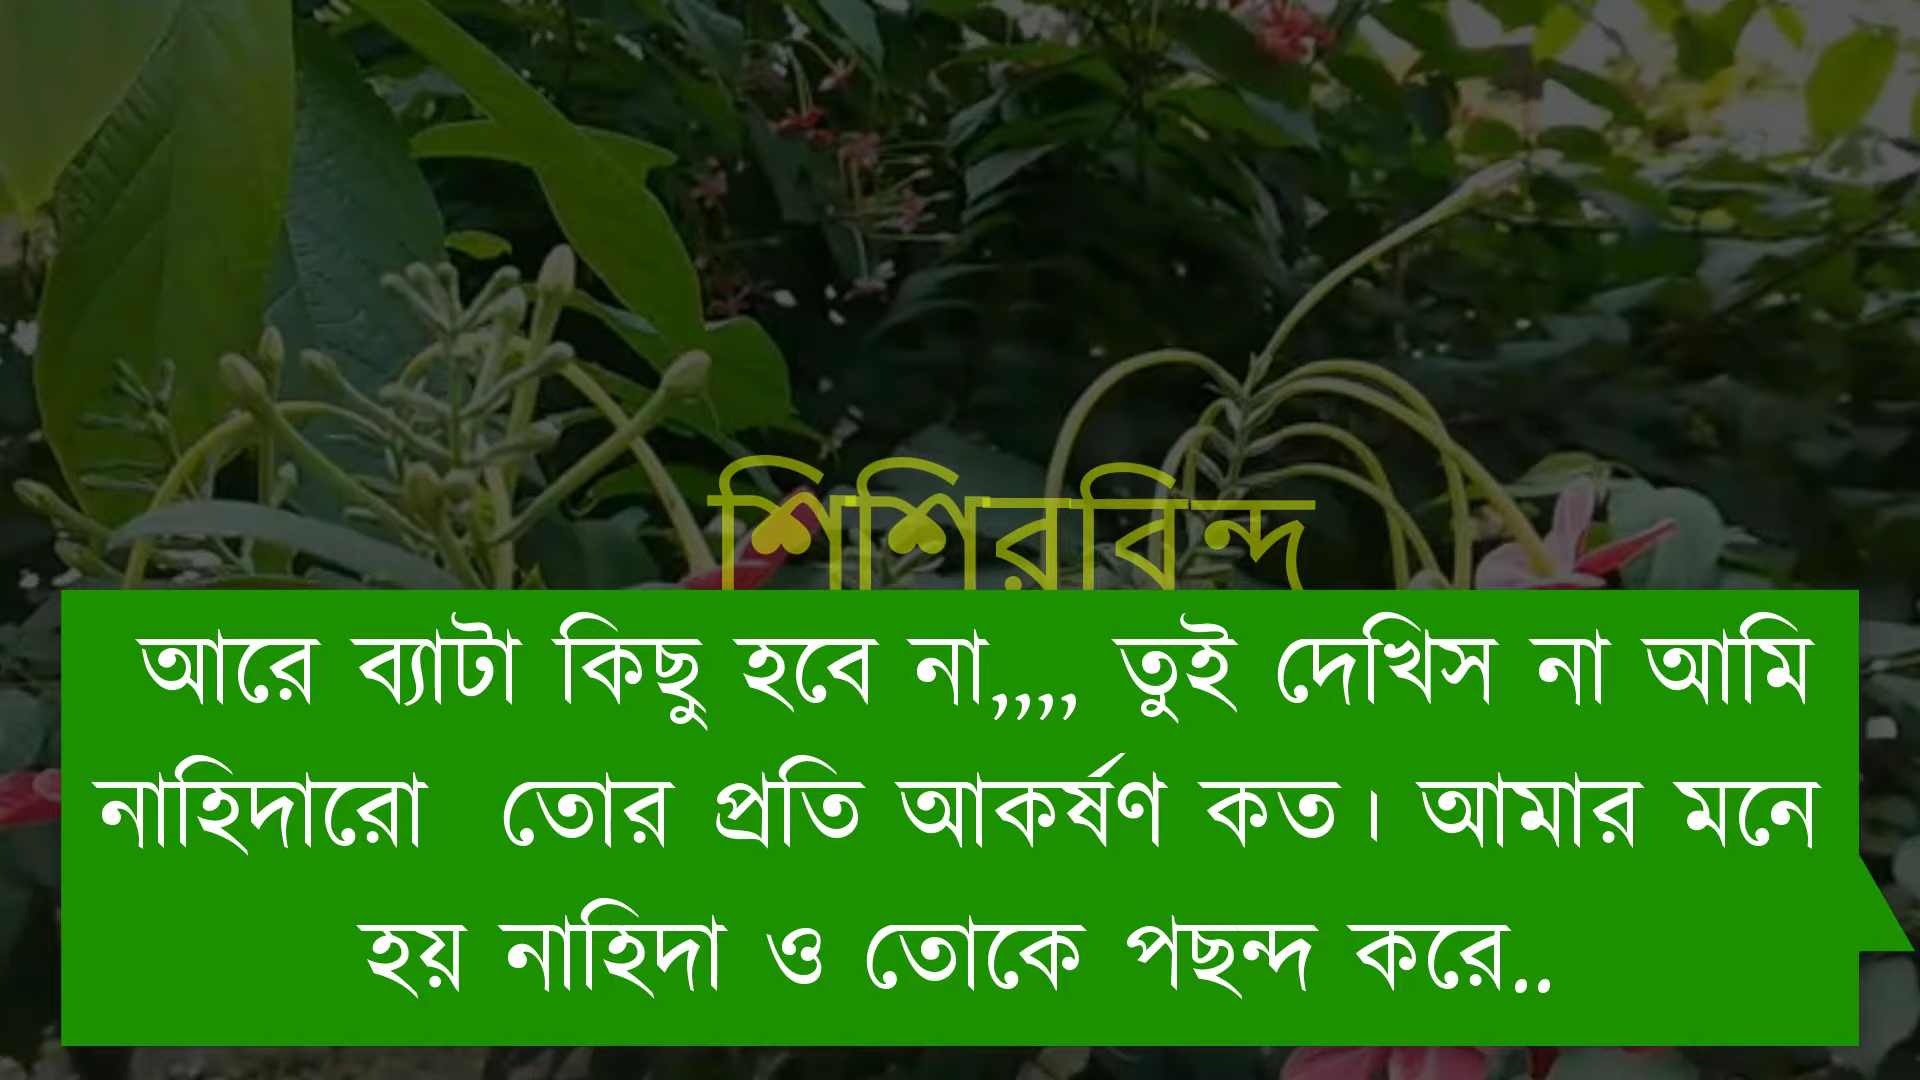 শিশিরবিন্দ
আরে ব্যাটা কিছু হবে না,,,, তুই দেখিস না আমি
নাহিদারো তোর প্রতি আকর্ষণ কত। আমার মনে
হয় নাহিদা ও তোকে পছন্দ করে..